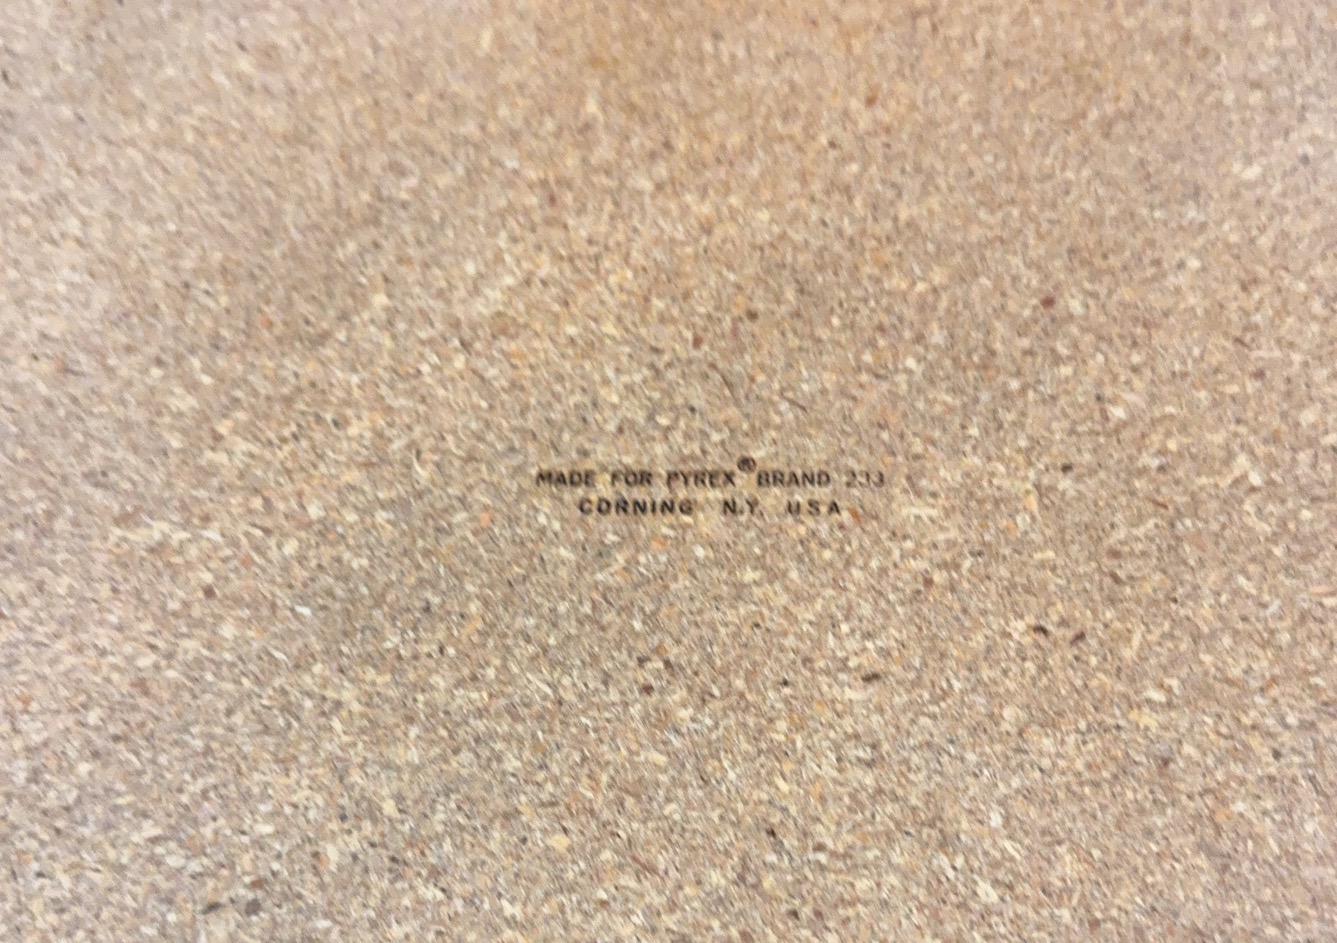 MADE FOR PYREX® BRAND 233
CORNING N.Y. USA